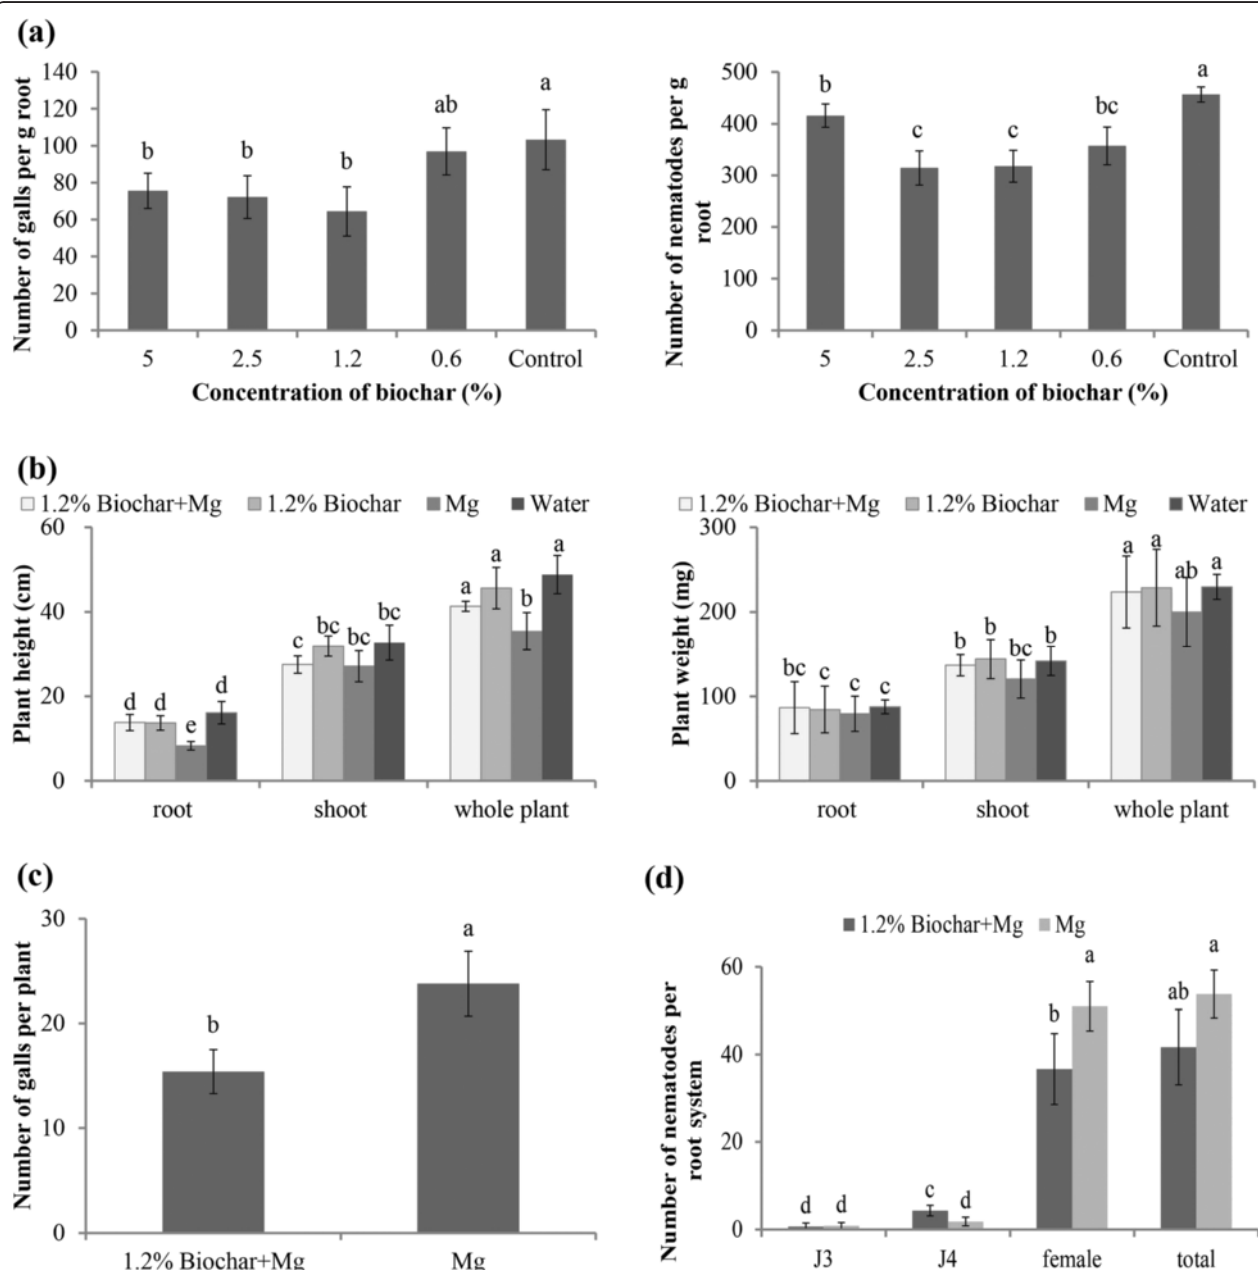 (a)
Number of galls per g root
140
120
100
80
60
40
20
0
b
b
b
ab
a
5 2.5 1.2 0.6 Control
Concentration of biochar (%)
Number of nematodes per g
root
500
400
300
200
100
0
b
c
c
bc
a
5 2.5 1.2 0.6 Control
Concentration of biochar (%)
(b)
1.2% Biochar+Mg 1.2% Biochar Mg Water
Plant height (cm)
60
40
20
0
d d e d
c bc bc bc
a a b a
root shoot whole plant
1.2% Biochar+Mg 1.2% Biochar Mg Water
Plant weight (mg)
300
200
100
0
bc c c c
b b bc b
a a ab a
root shoot whole plant
(c)
Number of galls per plant
30
20
10
0
b
a
1.2% Biochar+Mg Mg
(d)
1.2% Biochar+Mg Mg
Number of nematodes per
root system
60
40
20
0
d d
c d
b a
ab a
J3 J4 female total